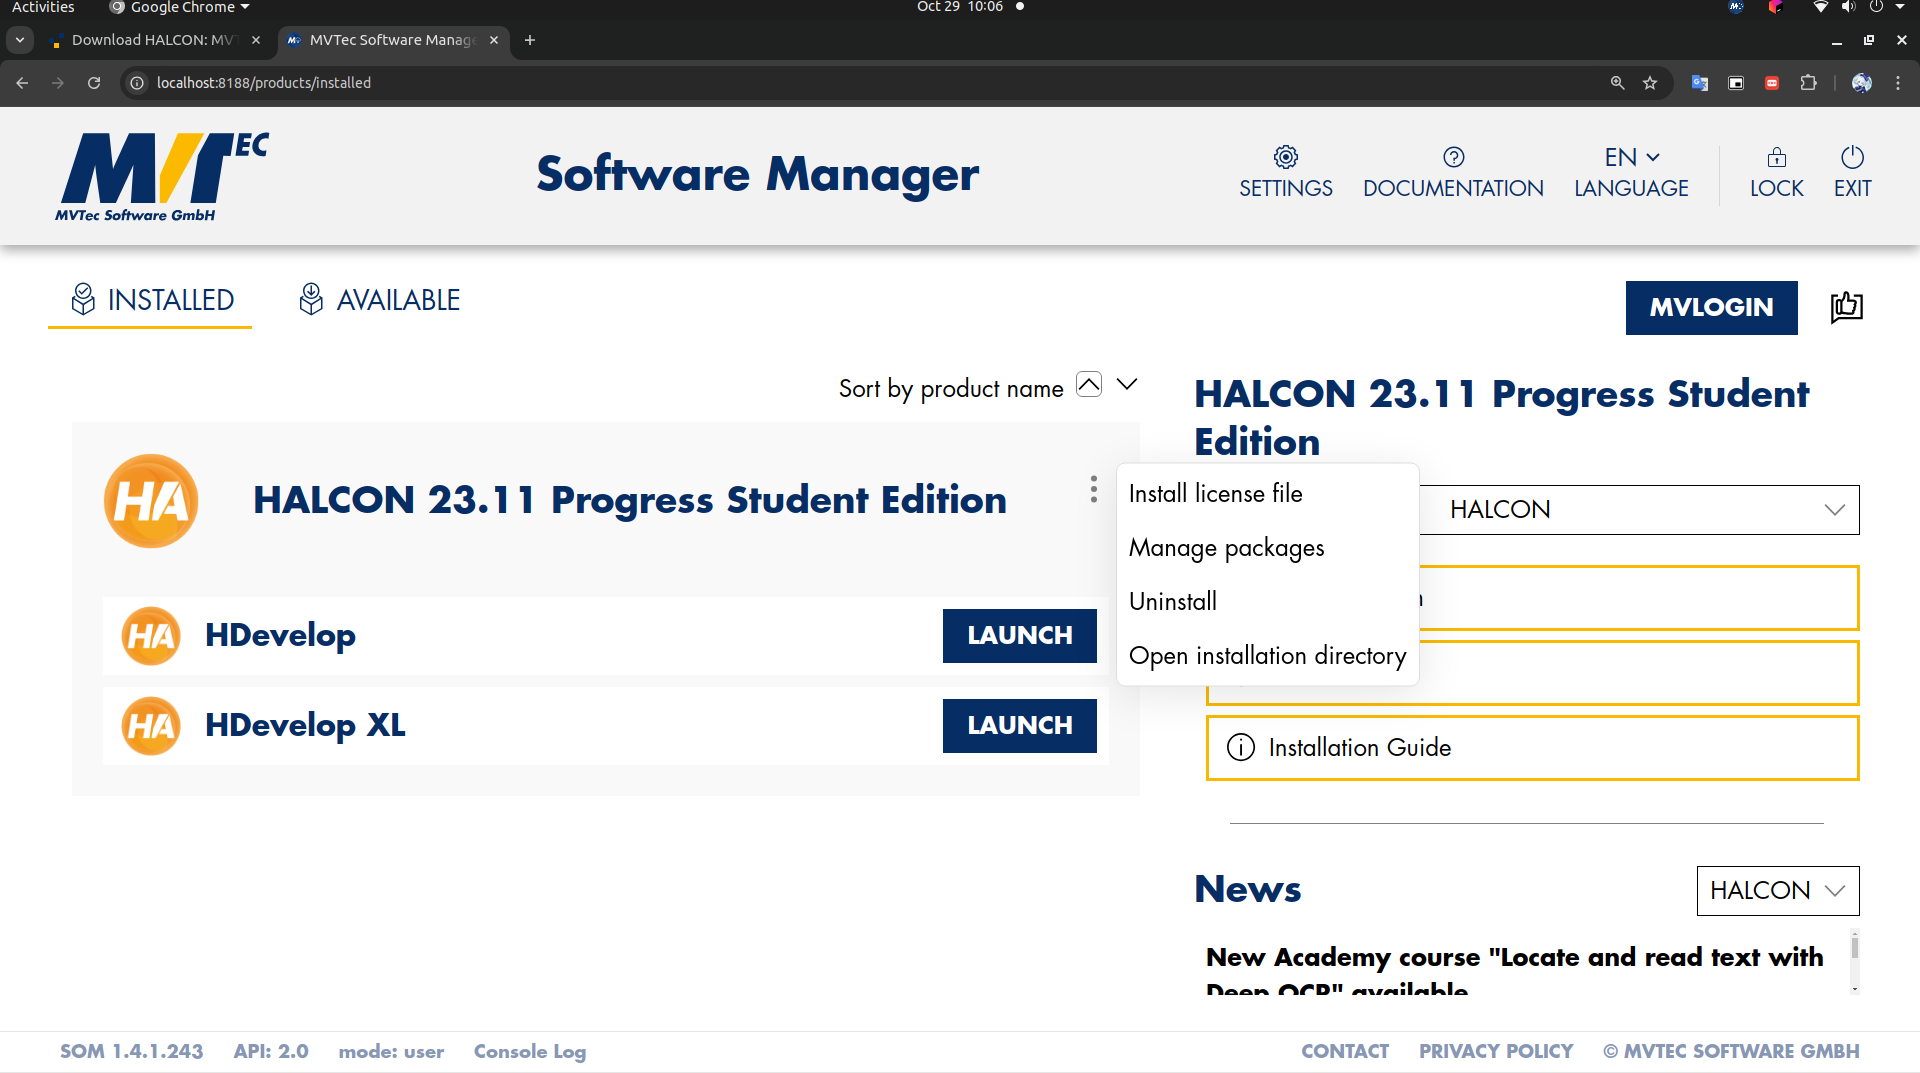 Activities
Google Chrome
Oct 29 10:06
Download HALCON: MVT
MVTec Software Manag
localhost:8188/products/installed
MVTEC
MVTec Software GmbH
Software Manager
SETTINGS
DOCUMENTATION
EN
LANGUAGE
LOCK
EXIT
INSTALLED
AVAILABLE
MVLOGIN
Sort by product name
HALCON 23.11 Progress Student
Edition
HA
HALCON 23.11 Progress Student Edition
Install license file
Manage packages
Uninstall
Open installation directory
HALCON
HA
HDevelop
LAUNCH
HA
HDevelop XL
LAUNCH
Installation Guide
News
HALCON
New Academy course "Locate and read text with
Deep OCR" available
SOM 1.4.1.243
API: 2.0
mode: user
Console Log
CONTACT
PRIVACY POLICY
© MVTEC SOFTWARE GMBH